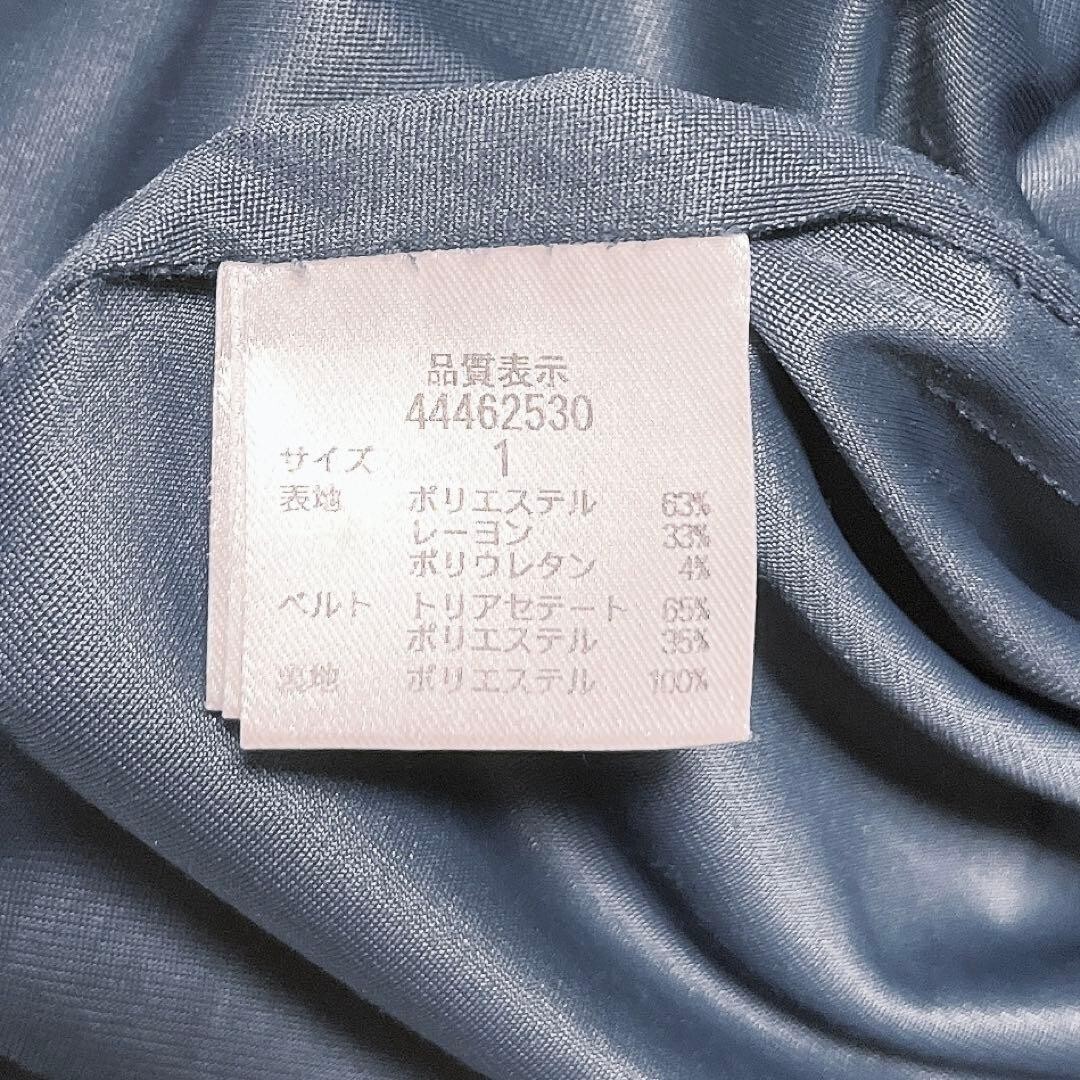 品質表示
44462530
サイズ 1
表地 ポリエステル 63%
レーヨン 33%
ポリウレタン 4%
ベルト トリアセテート 65%
ポリエステル 35%
裏地 ポリエステル 100%